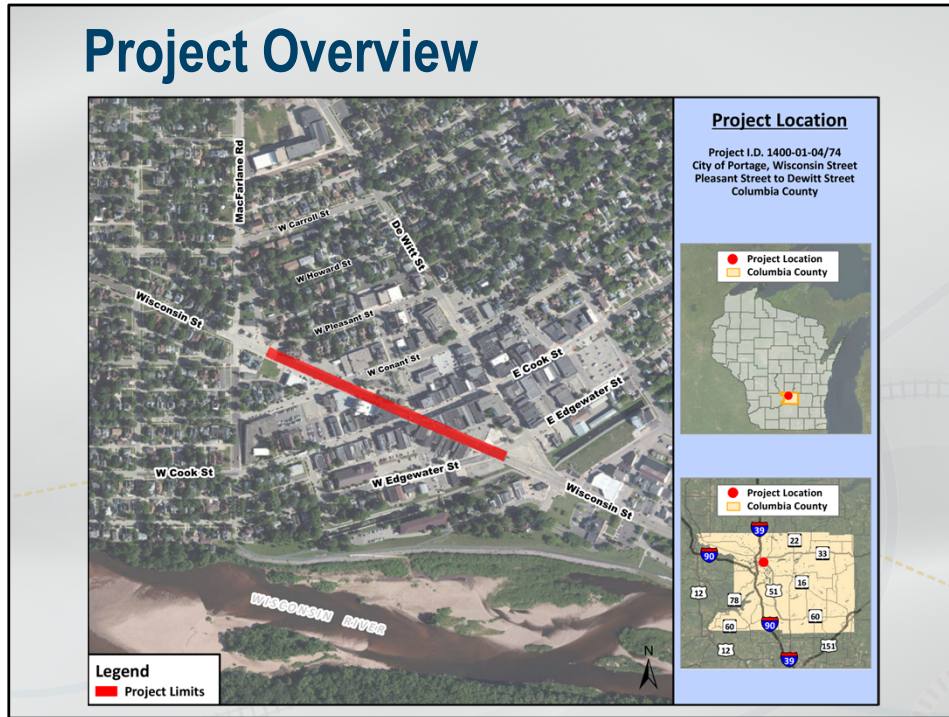 Project Overview
MacFarlane Rd
W Carroll St
De Witt St
W Howard St
Wisconsin St
W Pleasant St
W Conant St
E Cook St
E Edgewater St
W Cook St
W Edgewater St
Wisconsin St
WISCONSIN RIVER
N
Legend
Project Limits
Project Location
Project I.D. 1400-01-04/74
City of Portage, Wisconsin Street
Pleasant Street to Dewitt Street
Columbia County
Project Location
Columbia County
Project Location
Columbia County
39
22
33
90
12
51
16
78
60
60
90
12
151
39